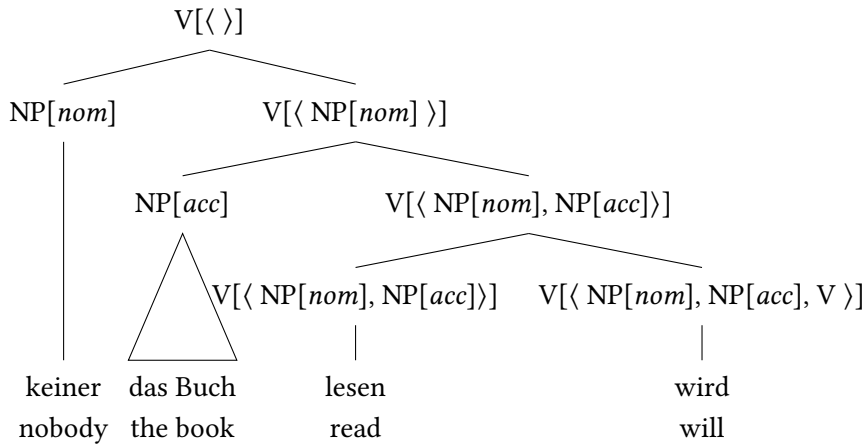 V[⟨ ⟩]
NP[nom] V[⟨ NP[nom] ⟩]
NP[acc] V[⟨ NP[nom], NP[acc]⟩]
V[⟨ NP[nom], NP[acc]⟩] V[⟨ NP[nom], NP[acc], V ⟩]
keiner das Buch lesen wird
nobody the book read will